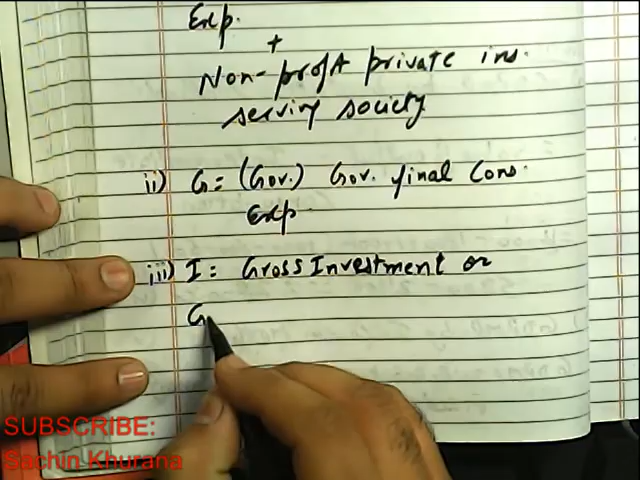 Exp.
+
Non-profit private ins.
serving society
ii) G = (Gov.) Gov. final Cons.
Exp.
iii) I = Gross Investment or
G
SUBSCRIBE:
Sachin Khurana